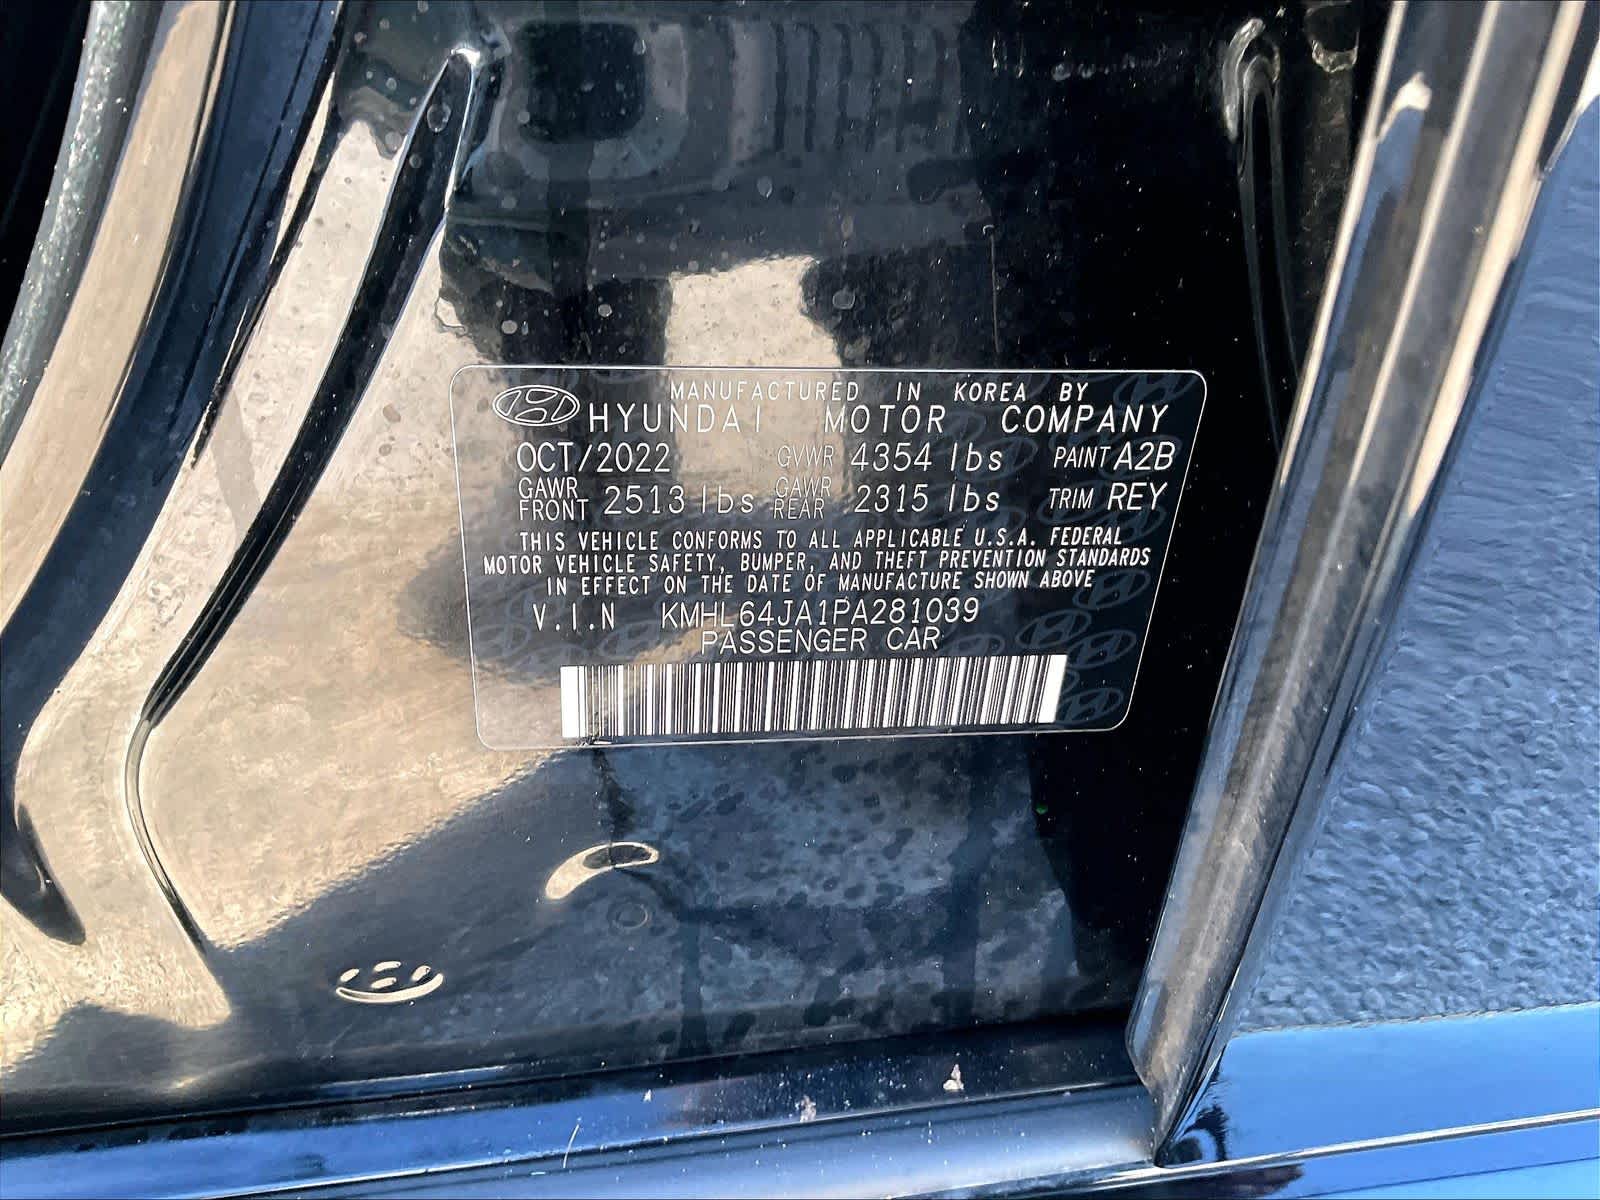 MANUFACTURED IN KOREA BY
HYUNDAI MOTOR COMPANY
OCT/2022 GVWR 4354 lbs PAINT A2B
GAWR FRONT 2513 lbs GAWR REAR 2315 lbs TRIM REY
THIS VEHICLE CONFORMS TO ALL APPLICABLE U.S.A. FEDERAL
MOTOR VEHICLE SAFETY, BUMPER, AND THEFT PREVENTION STANDARDS
IN EFFECT ON THE DATE OF MANUFACTURE SHOWN ABOVE
V.I.N KMHL64JA1PA281039
PASSENGER CAR